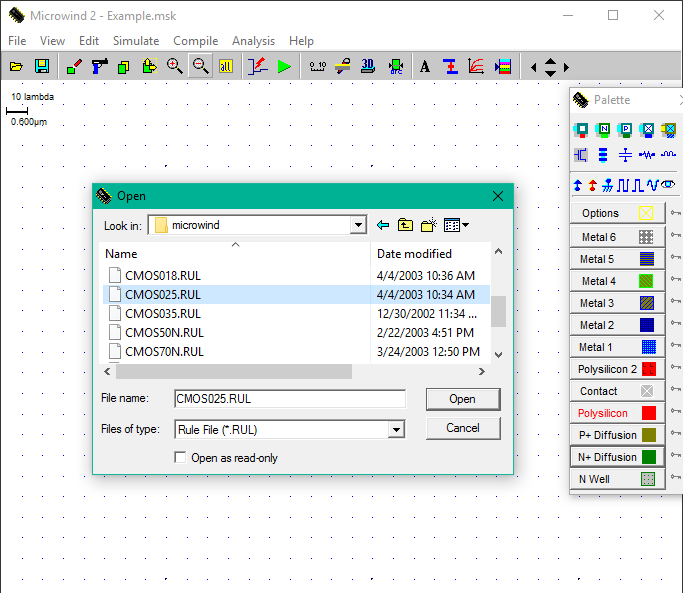 Microwind 2 - Example.msk
File View Edit Simulate Compile Analysis Help
all 0.10 3D DRC A
10 lambda
0.600µm
Palette
N P
Options
Metal 6
Metal 5
Metal 4
Metal 3
Metal 2
Metal 1
Polysilicon 2
Contact
Polysilicon
P+ Diffusion
N+ Diffusion
N Well
Open
Look in: microwind
Name Date modified
CMOS018.RUL 4/4/2003 10:36 AM
CMOS025.RUL 4/4/2003 10:34 AM
CMOS035.RUL 12/30/2002 11:34 ...
CMOS50N.RUL 2/22/2003 4:51 PM
CMOS70N.RUL 3/24/2003 12:50 PM
File name: CMOS025.RUL Open
Files of type: Rule File (*.RUL) Cancel
Open as read-only